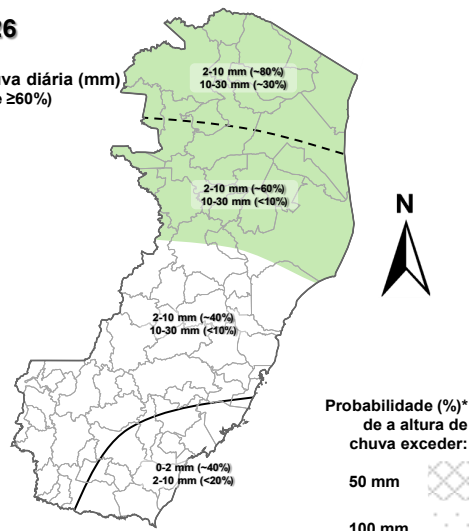 26
uva diária (mm)
e ≥60%)
2-10 mm (~80%)
10-30 mm (~30%)
2-10 mm (~60%)
10-30 mm (<10%)
N
2-10 mm (~40%)
10-30 mm (<10%)
Probabilidade (%)*
de a altura de
chuva exceder:
0-2 mm (~40%)
2-10 mm (<20%)
50 mm
100 mm